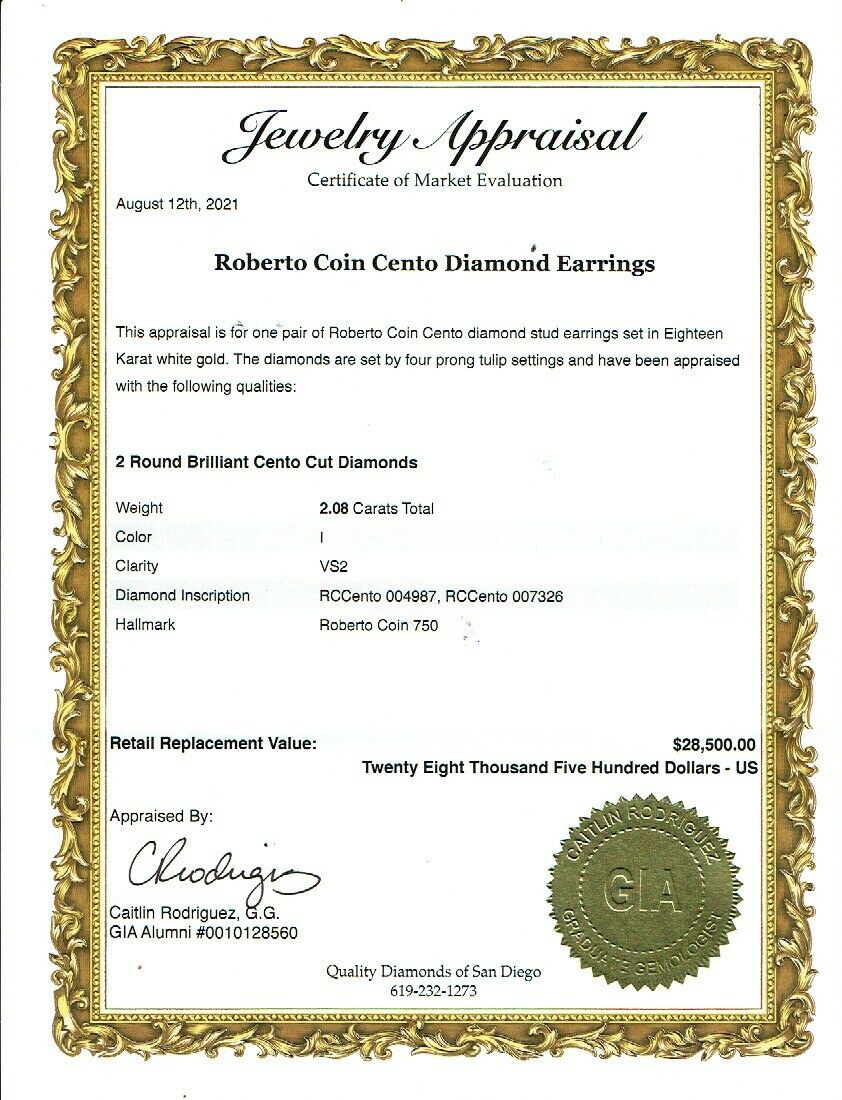 Jewelry Appraisal
Certificate of Market Evaluation
August 12th, 2021
Roberto Coin Cento Diamond Earrings
This appraisal is for one pair of Roberto Coin Cento diamond stud earrings set in Eighteen
Karat white gold. The diamonds are set by four prong tulip settings and have been appraised
with the following qualities:
2 Round Brilliant Cento Cut Diamonds
Weight 2.08 Carats Total
Color I
Clarity VS2
Diamond Inscription RCCento 004987, RCCento 007326
Hallmark Roberto Coin 750
Retail Replacement Value: $28,500.00
Twenty Eight Thousand Five Hundred Dollars - US
Appraised By:
CRodriguez
Caitlin Rodriguez, G.G.
GIA Alumni #0010128560
CAITLIN RODRIGUEZ
GIA
GRADUATE GEMOLOGIST
Quality Diamonds of San Diego
619-232-1273